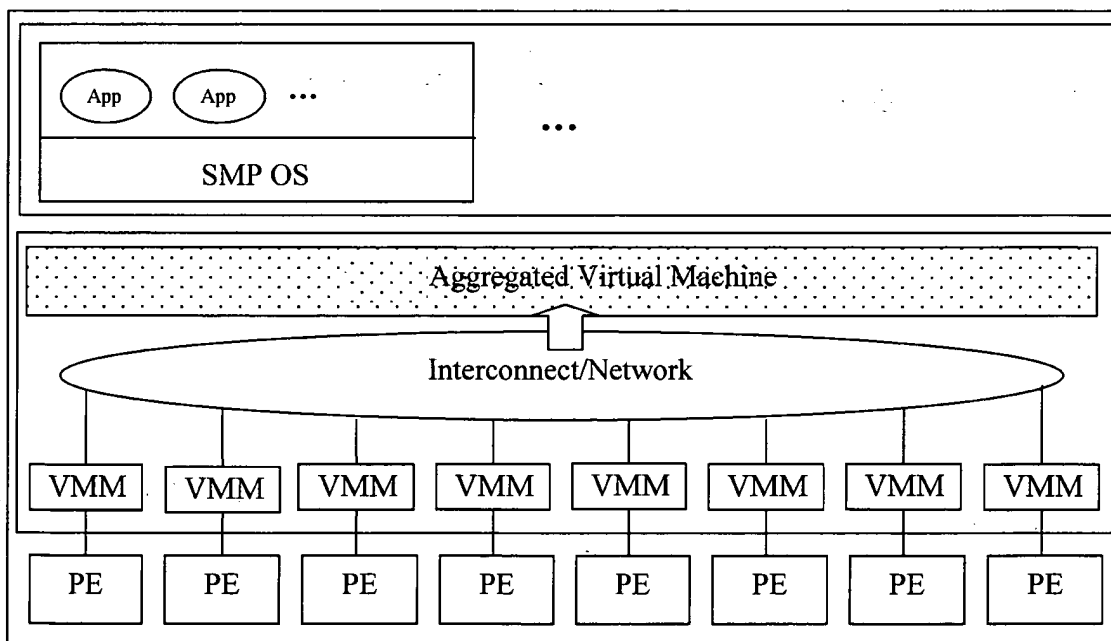 App App ...
...
SMP OS
Aggregated Virtual Machine
Interconnect/Network
VMM VMM VMM VMM VMM VMM VMM VMM
PE PE PE PE PE PE PE PE